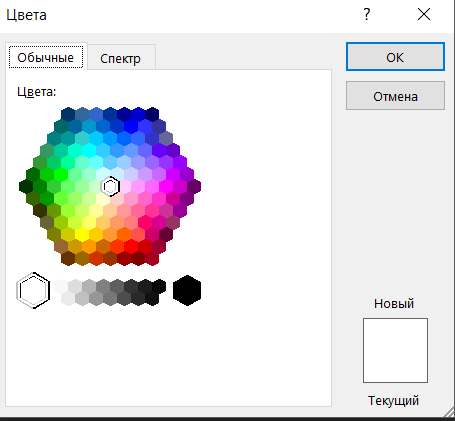 Цвета
?
Обычные
Спектр
Цвета:
ОК
Отмена
Новый
Текущий